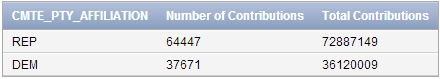 CMTE_PTY_AFFILIATION Number of Contributions Total Contributions
REP 64447 72887149
DEM 37671 36120009